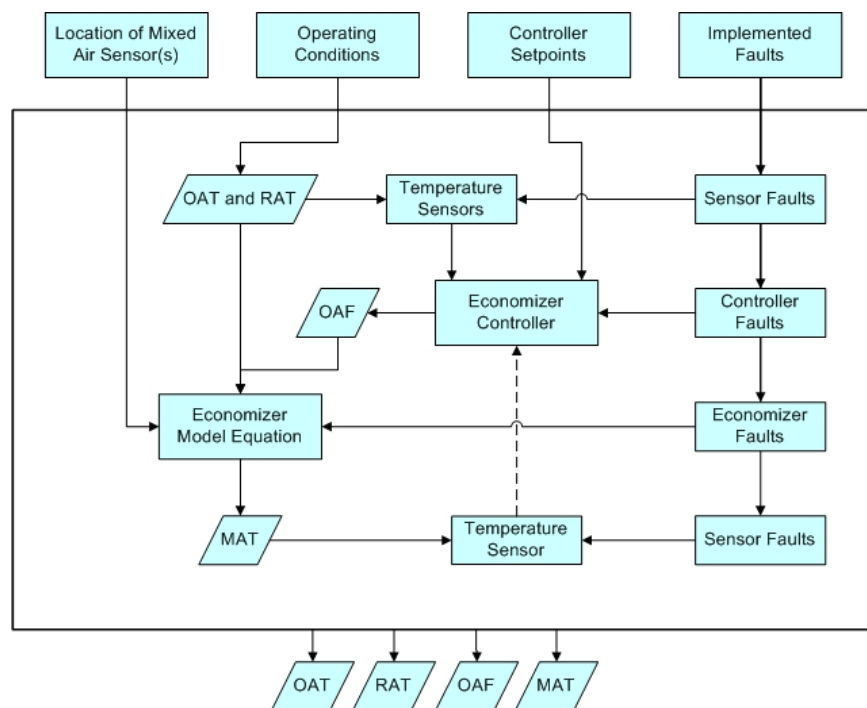 Location of Mixed
Air Sensor(s)
Operating
Conditions
Controller
Setpoints
Implemented
Faults
OAT and RAT
Temperature
Sensors
Sensor Faults
OAF
Economizer
Controller
Controller
Faults
Economizer
Model Equation
Economizer
Faults
MAT
Temperature
Sensor
Sensor Faults
OAT
RAT
OAF
MAT